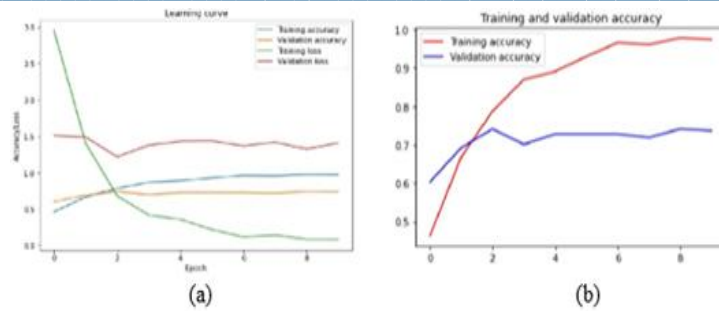 Learning curve
Training accuracy
Validation accuracy
Training loss
Validation loss
3.0
2.5
2.0
1.5
1.0
0.5
0.0
Accuracy/Loss
0 2 4 6 8
Epoch
(a)
Training and validation accuracy
Training accuracy
Validation accuracy
1.0
0.9
0.8
0.7
0.6
0.5
0 2 4 6 8
(b)